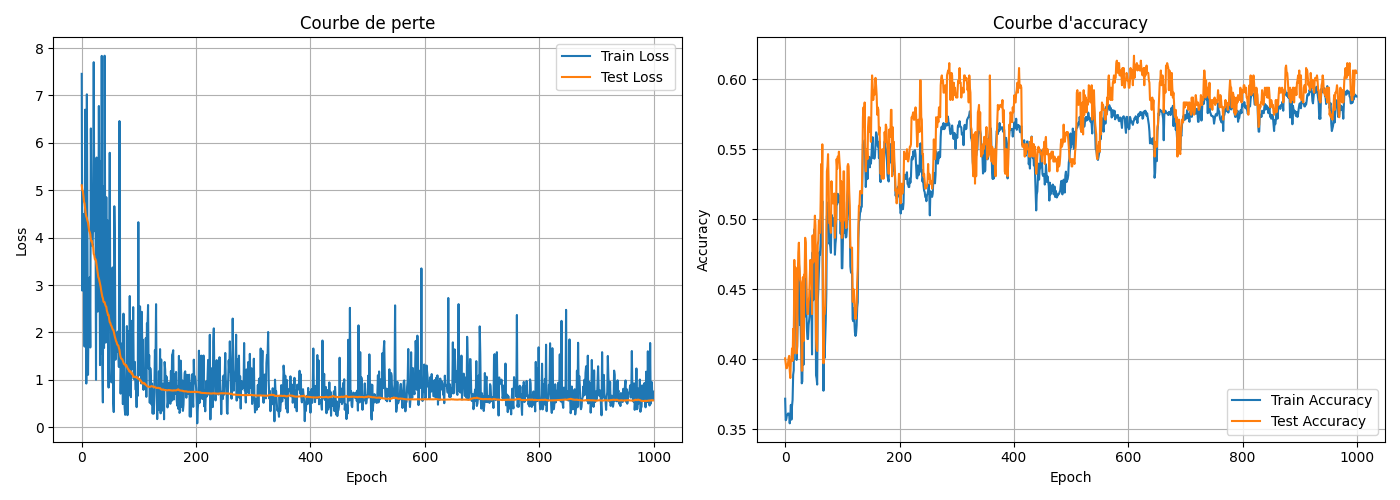 Courbe de perte
8
7
6
5
4
3
2
1
0
Loss
0
200
400
600
800
1000
Epoch
Train Loss
Test Loss
Courbe d'accuracy
0.60
0.55
0.50
0.45
0.40
0.35
Accuracy
0
200
400
600
800
1000
Epoch
Train Accuracy
Test Accuracy